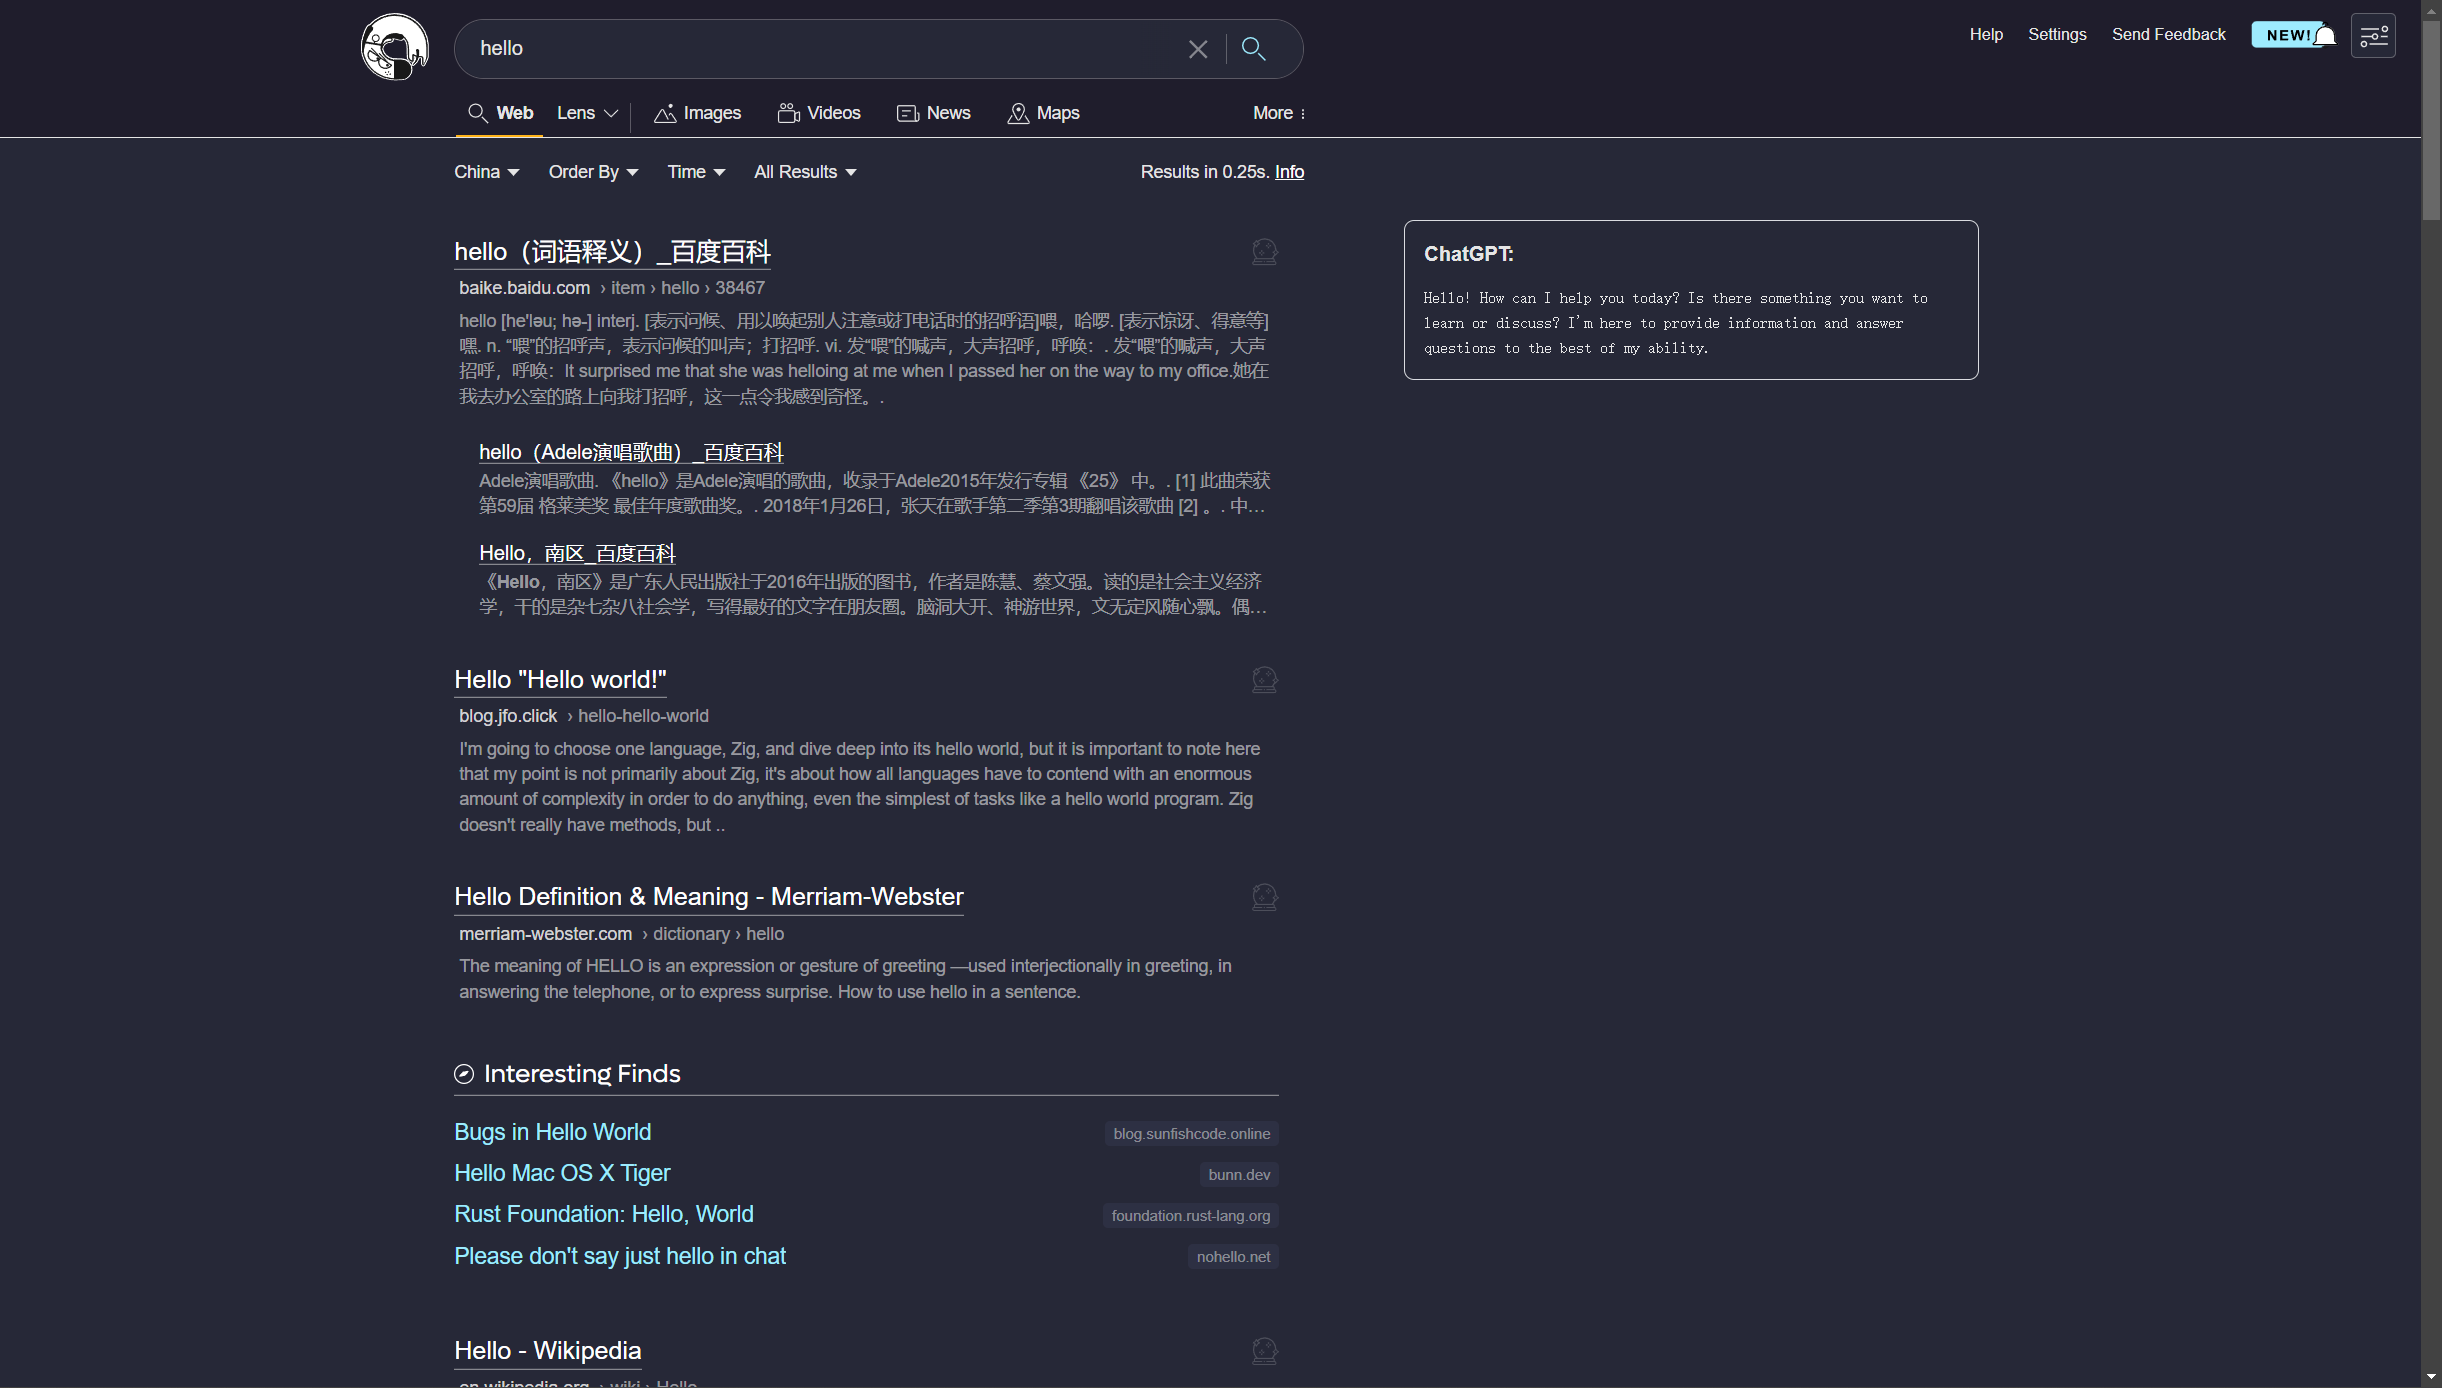 hello
Help
Settings
Send Feedback
NEW!
Web
Lens
Images
Videos
News
Maps
More
China
Order By
Time
All Results
Results in 0.25s. Info
hello（词语释义）_百度百科
baike.baidu.com › item › hello › 38467
hello [he'ləu; hə-] interj. [表示问候、用以唤起别人注意或打电话时的招呼语]喂，哈啰. [表示惊讶、得意等]
嘿. n. “喂”的招呼声，表示问候的叫声；打招呼. vi. 发“喂”的喊声，大声招呼，呼唤：. 发“喂”的喊声，大声
招呼，呼唤：It surprised me that she was helloing at me when I passed her on the way to my office.她在
我去办公室的路上向我打招呼，这一点令我感到奇怪。.
hello（Adele演唱歌曲）_百度百科
Adele演唱歌曲. 《hello》是Adele演唱的歌曲，收录于Adele2015年发行专辑 《25》 中。. [1] 此曲荣获
第59届 格莱美奖 最佳年度歌曲奖。. 2018年1月26日，张天在歌手第二季第3期翻唱该歌曲 [2] 。. 中…
Hello，南区_百度百科
《Hello，南区》是广东人民出版社于2016年出版的图书，作者是陈慧、蔡文强。读的是社会主义经济
学，干的是杂七杂八社会学，写得最好的文字在朋友圈。脑洞大开、神游世界，文无定风随心飘。偶…
Hello "Hello world!"
blog.jfo.click › hello-hello-world
I'm going to choose one language, Zig, and dive deep into its hello world, but it is important to note here
that my point is not primarily about Zig, it's about how all languages have to contend with an enormous
amount of complexity in order to do anything, even the simplest of tasks like a hello world program. Zig
doesn't really have methods, but ..
Hello Definition & Meaning - Merriam-Webster
merriam-webster.com › dictionary › hello
The meaning of HELLO is an expression or gesture of greeting —used interjectionally in greeting, in
answering the telephone, or to express surprise. How to use hello in a sentence.
Interesting Finds
Bugs in Hello World
blog.sunfishcode.online
Hello Mac OS X Tiger
bunn.dev
Rust Foundation: Hello, World
foundation.rust-lang.org
Please don't say just hello in chat
nohello.net
Hello - Wikipedia
en.wikipedia.org › wiki › Hello
ChatGPT:
Hello! How can I help you today? Is there something you want to
learn or discuss? I'm here to provide information and answer
questions to the best of my ability.